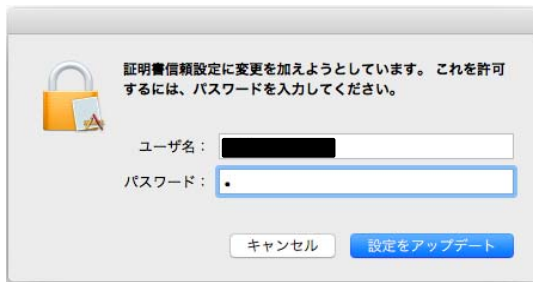 証明書信頼設定に変更を加えようとしています。 これを許可
するには、パスワードを入力してください。
ユーザ名：
パスワード： •
キャンセル
設定をアップデート